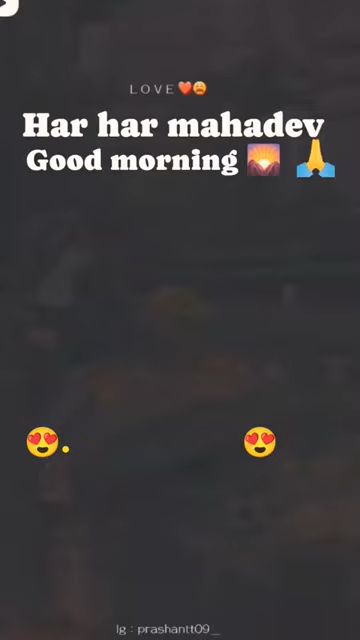 LOVE❤️😩
Har har mahadev
Good morning 🌄 🙏
😍. 😍
Ig : prashantt09_